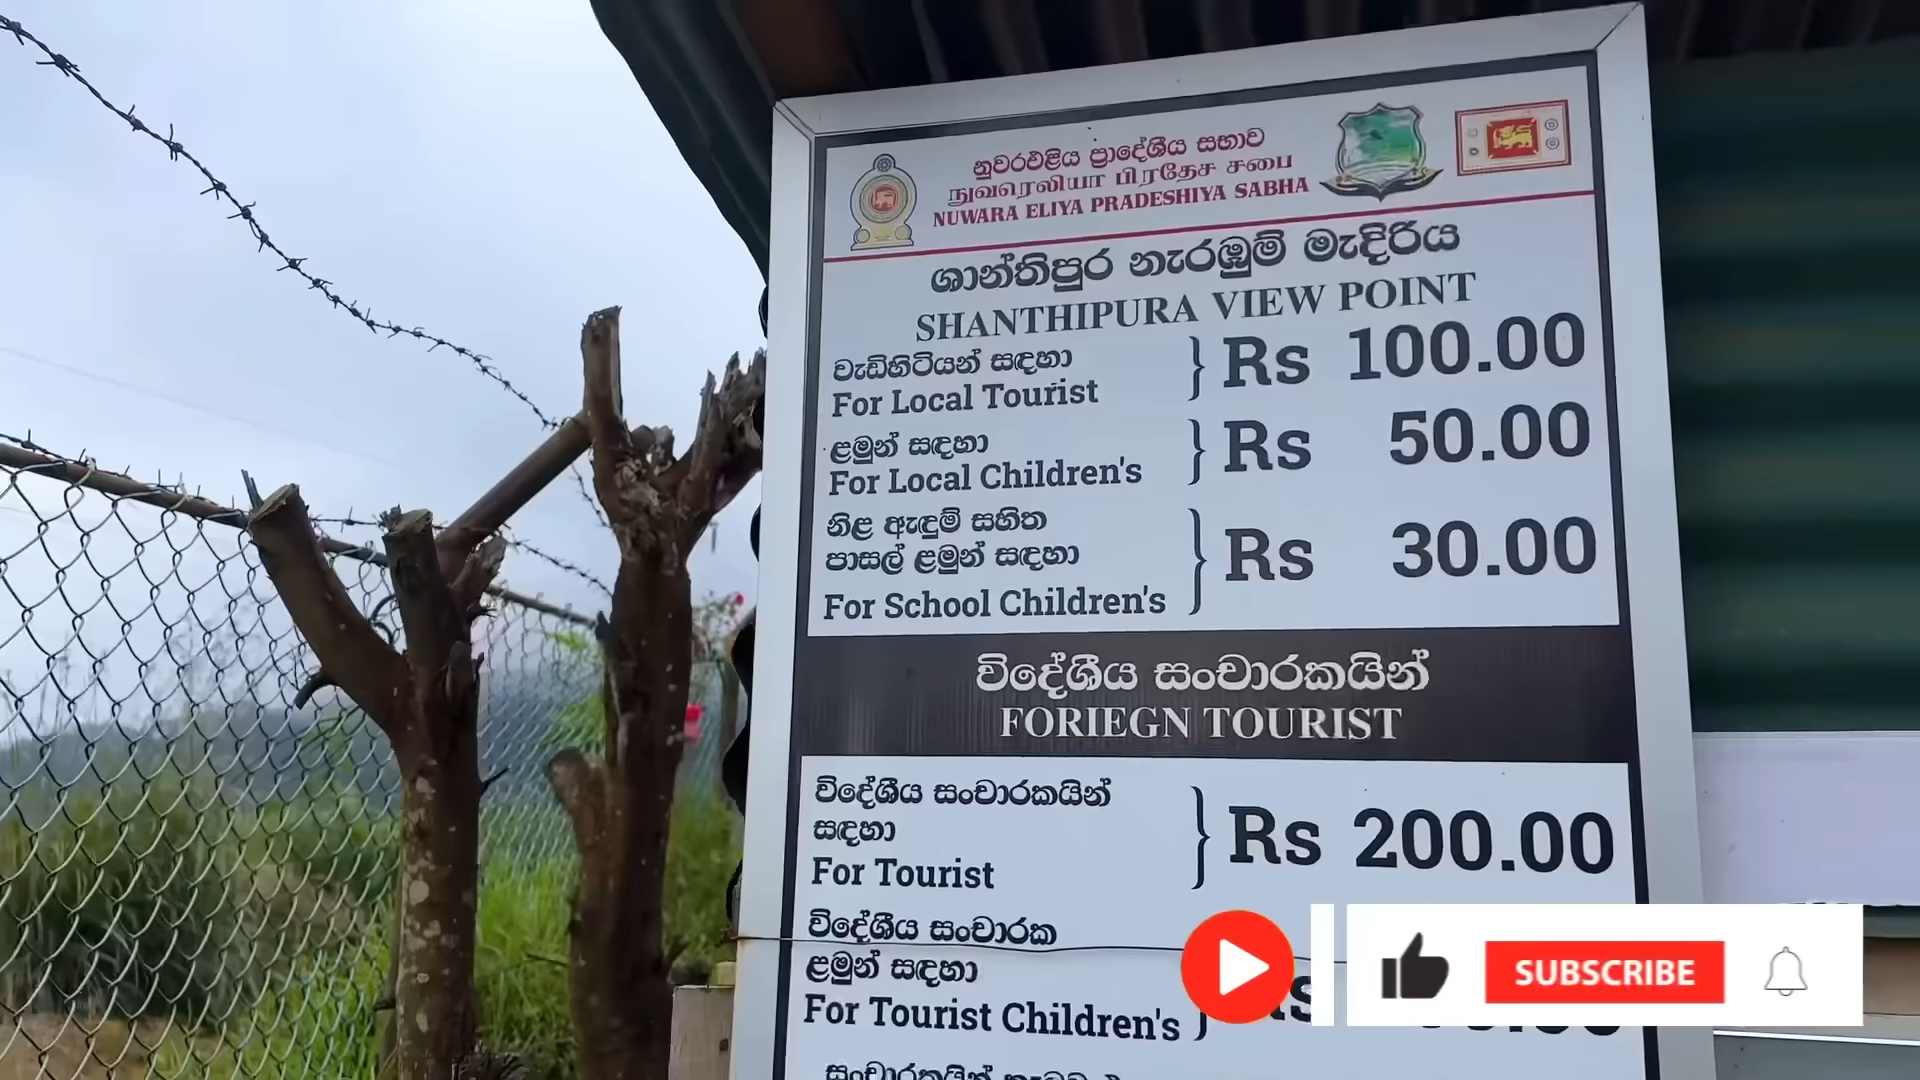 නුවරඑළිය ප්‍රාදේශීය සභාව
நுவரெலியா பிரதேச சபை
NUWARA ELIYA PRADESHIYA SABHA
ශාන්තිපුර නැරඹුම් මැදිරිය
SHANTHIPURA VIEW POINT
වැඩිහිටියන් සඳහා
For Local Tourist } Rs 100.00
ළමුන් සඳහා
For Local Children's } Rs 50.00
නිළ ඇඳුම් සහිත
පාසල් ළමුන් සඳහා
For School Children's } Rs 30.00
විදේශීය සංචාරකයින්
FORIEGN TOURIST
විදේශීය සංචාරකයින්
සඳහා
For Tourist } Rs 200.00
විදේශීය සංචාරක
ළමුන් සඳහා
For Tourist Children's }
SUBSCRIBE